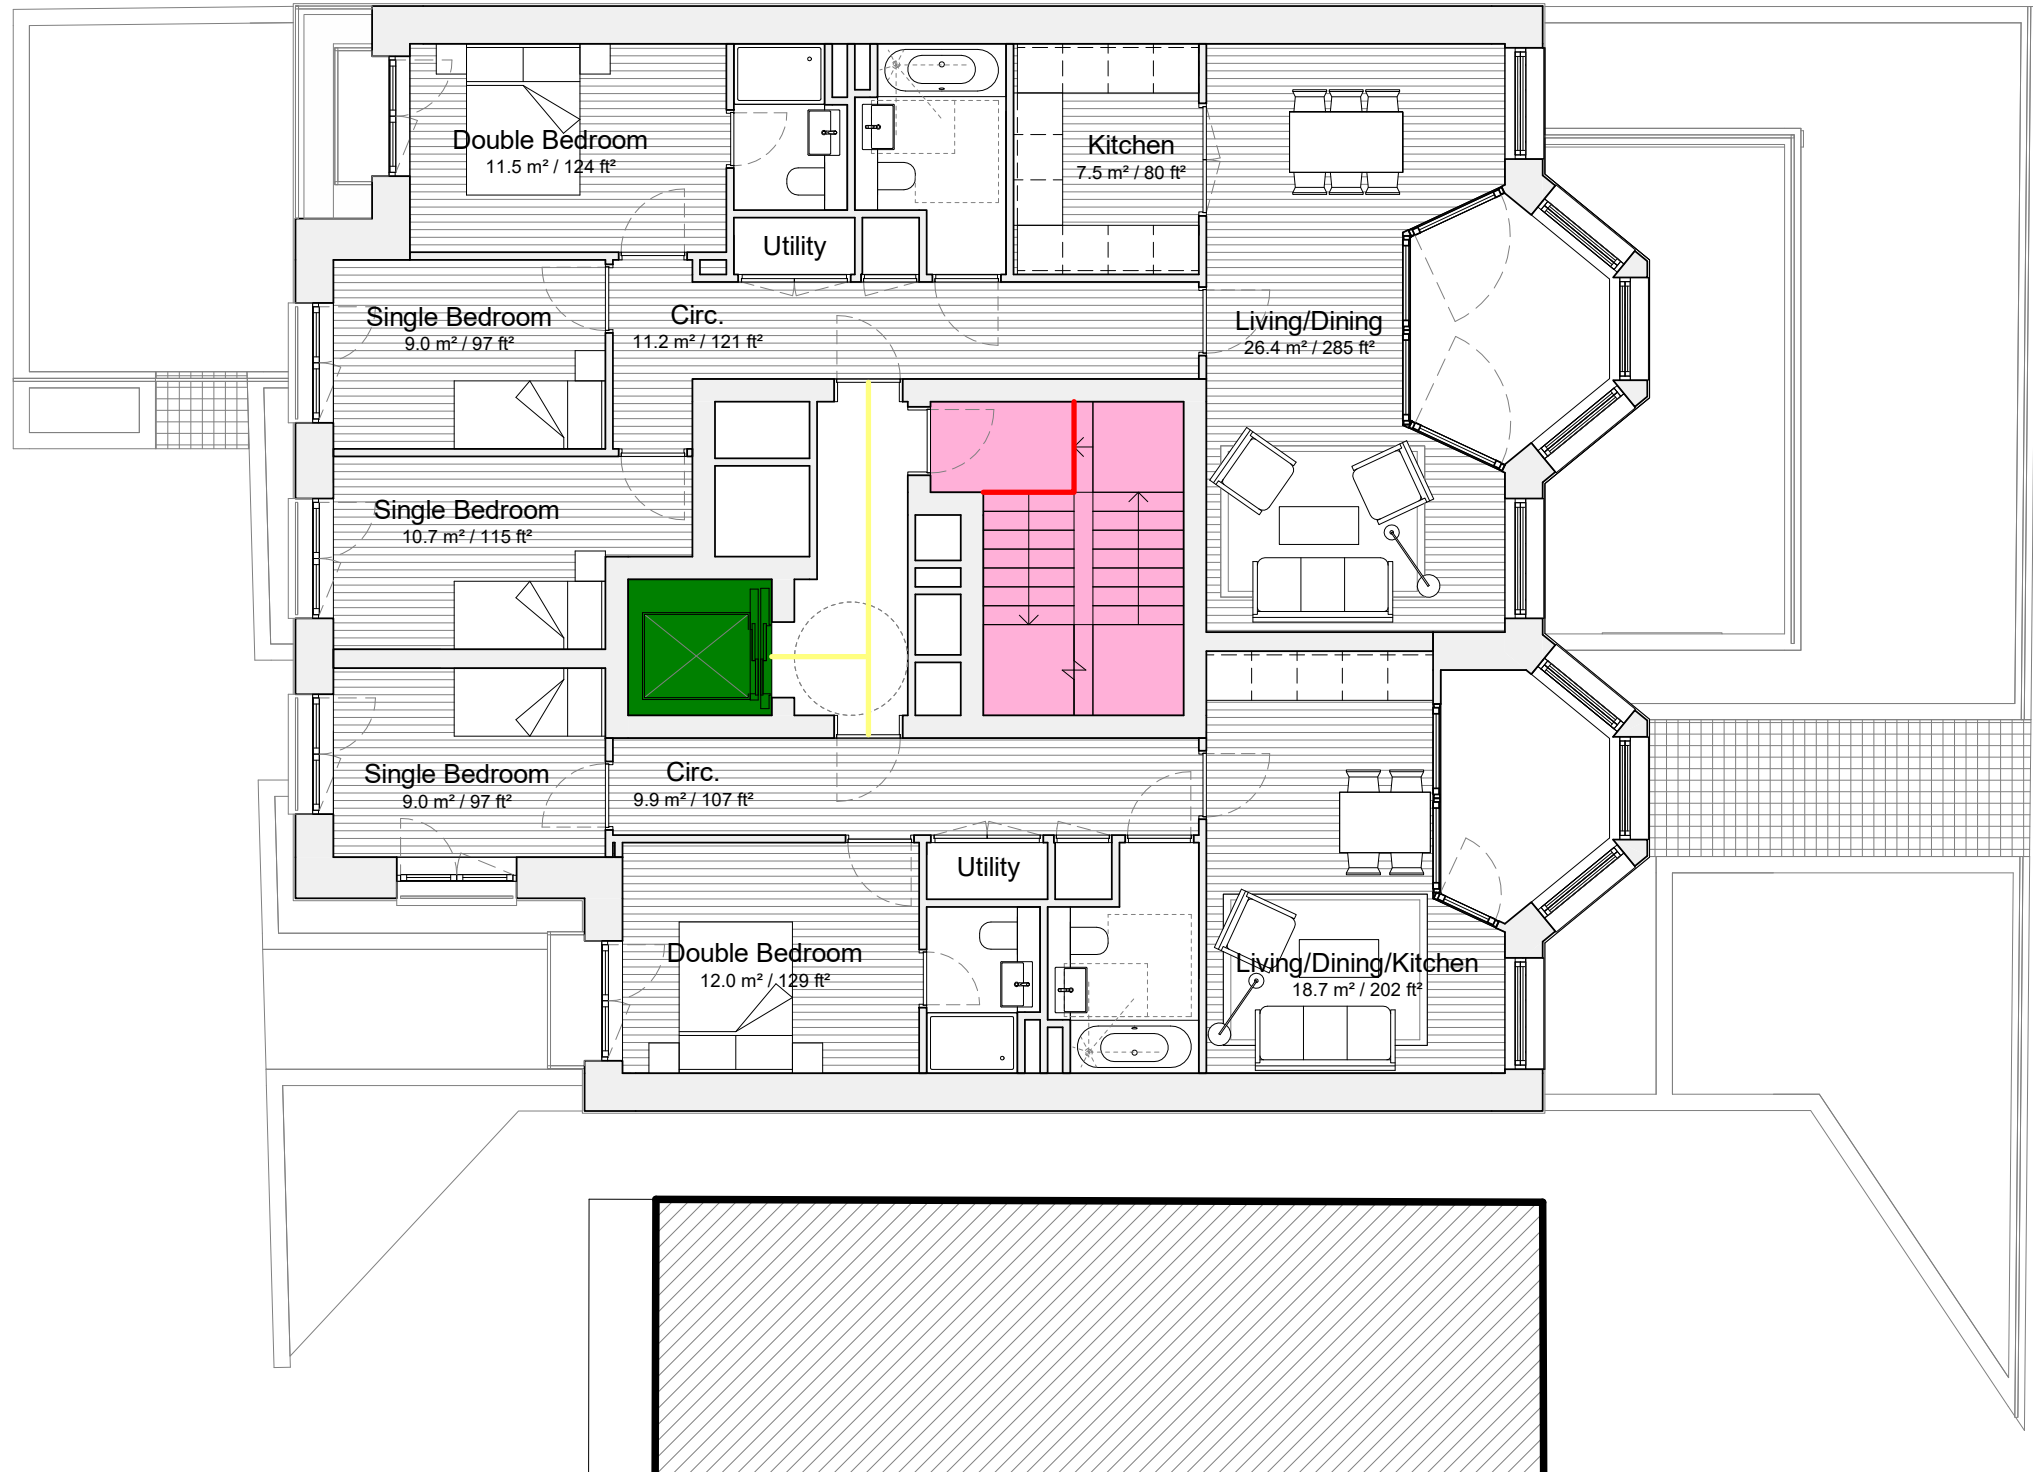 Double Bedroom
11.5 m² / 124 ft²
Kitchen
7.5 m² / 80 ft²
Utility
Single Bedroom
9.0 m² / 97 ft²
Circ.
11.2 m² / 121 ft²
Living/Dining
26.4 m² / 285 ft²
Single Bedroom
10.7 m² / 115 ft²
Single Bedroom
9.0 m² / 97 ft²
Circ.
9.9 m² / 107 ft²
Utility
Double Bedroom
12.0 m² / 129 ft²
Living/Dining/Kitchen
18.7 m² / 202 ft²